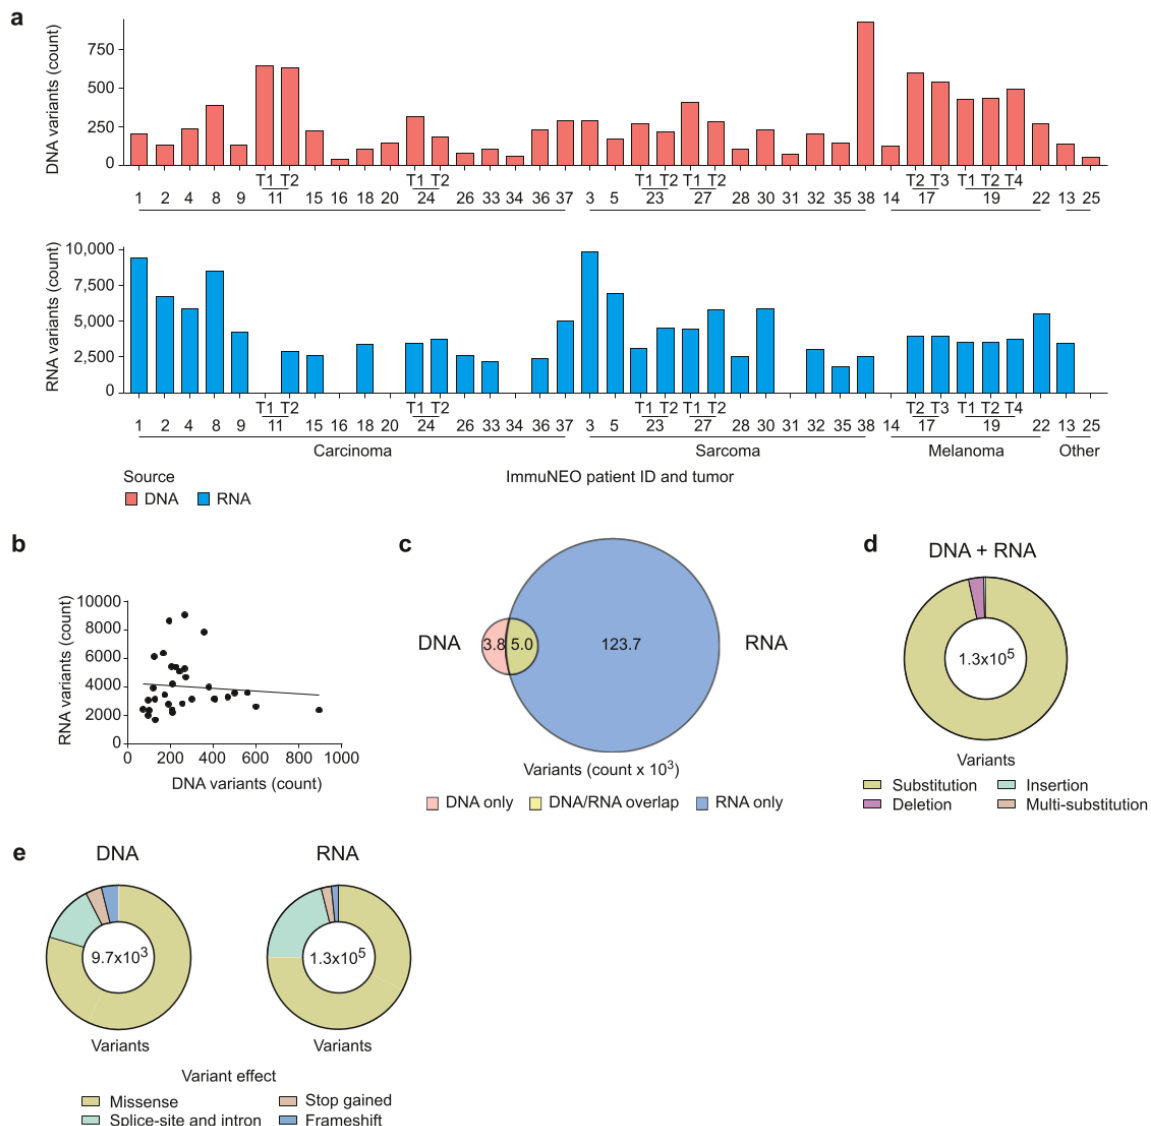 a
DNA variants (count)
750
500
250
0
T1 T2 T1 T2 T1 T2 T1 T2 T2 T3 T1 T2 T4
1 2 4 8 9 11 15 16 18 20 24 26 33 34 36 37 3 5 23 27 28 30 31 32 35 38 14 17 19 22 13 25
RNA variants (count)
10,000
7,500
5,000
2,500
0
T1 T2 T1 T2 T1 T2 T1 T2 T2 T3 T1 T2 T4
1 2 4 8 9 11 15 16 18 20 24 26 33 34 36 37 3 5 23 27 28 30 31 32 35 38 14 17 19 22 13 25
Carcinoma Sarcoma Melanoma Other
ImmuNEO patient ID and tumor
Source
DNA RNA
b
RNA variants (count)
10000
8000
6000
4000
2000
0
0 200 400 600 800 1000
DNA variants (count)
c
DNA 3.8 5.0 123.7 RNA
Variants (count x 10³)
DNA only DNA/RNA overlap RNA only
d
DNA + RNA
1.3x10⁵
Variants
Substitution Insertion
Deletion Multi-substitution
e
DNA RNA
9.7x10³ 1.3x10⁵
Variants Variants
Variant effect
Missense Stop gained
Splice-site and intron Frameshift